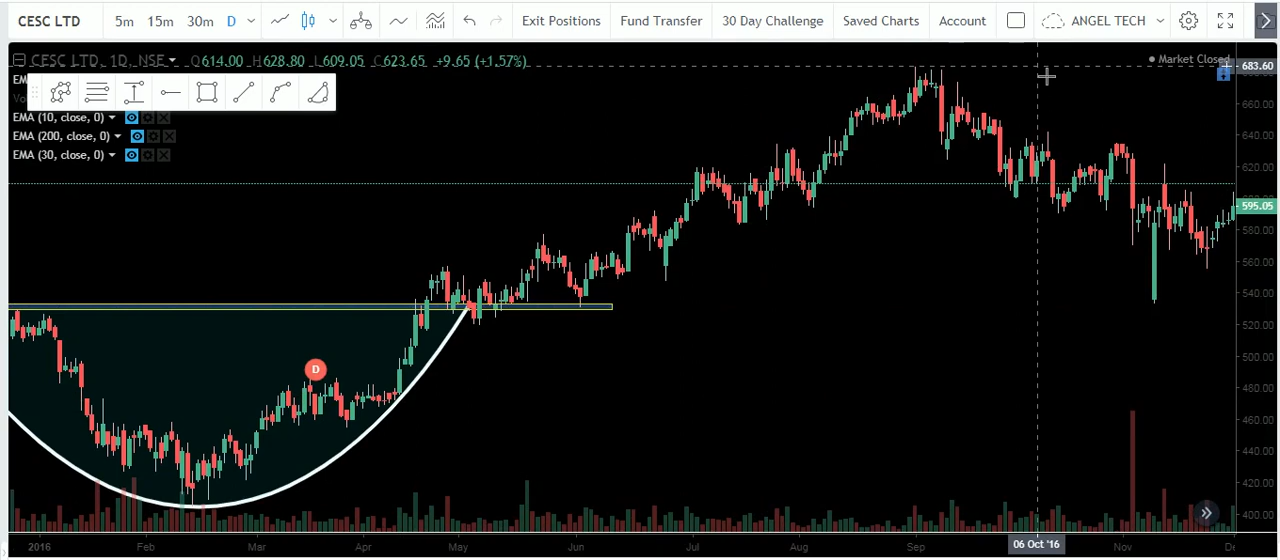 CESC LTD 5m 15m 30m D Exit Positions Fund Transfer 30 Day Challenge Saved Charts Account ANGEL TECH
CESC LTD, 1D, NSE O614.00 H628.80 L609.05 C623.65 +9.65 (+1.57%)
Market Closed
683.60
EM
Vo
EMA (10, close, 0)
EMA (200, close, 0)
EMA (30, close, 0)
660.00
640.00
620.00
595.05
580.00
560.00
540.00
520.00
500.00
480.00
460.00
440.00
420.00
400.00
D
2016 Feb Mar Apr May Jun Jul Aug Sep 06 Oct '16 Nov De